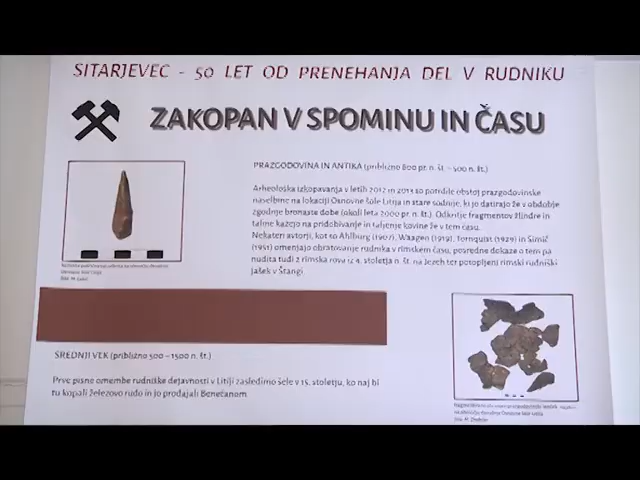 SITARJEVEC - 50 LET OD PRENEHANJA DEL V RUDNIKU
ZAKOPAN V SPOMINU IN ČASU
PRAZGODOVINA IN ANTIKA (približno 800 pr. n. št. – 500 n. št.)
Arheološka izkopavanja v letih 2012 in 2013 so potrdile obstoj prazgodovinske
naselbine na lokaciji Osnovne šole Litija in stare sodnije, ki jo datirajo že v obdobje
zgodnje bronaste dobe (okoli leta 2000 pr. n. št.). Odkritje fragmentov žlindre in
taline kažejo na pridobivanje in taljenje kovine že v tem času.
Nekateri avtorji, kot so Ahlburg (1907), Waagen (1919), Tornquist (1929) in Simič
(1951) omenjajo obratovanje rudnika v rimskem času, posredne dokaze o tem pa
nudita tudi 2 rimska rova iz 4. stoletja n. št. na Jezeh ter potopljeni rimski rudniški
jašek v Štangi.
SREDNJI VEK (približno 500 – 1500 n. št.)
Prve pisne omembe rudniške dejavnosti v Litiji zasledimo šele v 15. stoletju, ko naj bi
tu kopali železovo rudo in jo prodajali Benečanom.